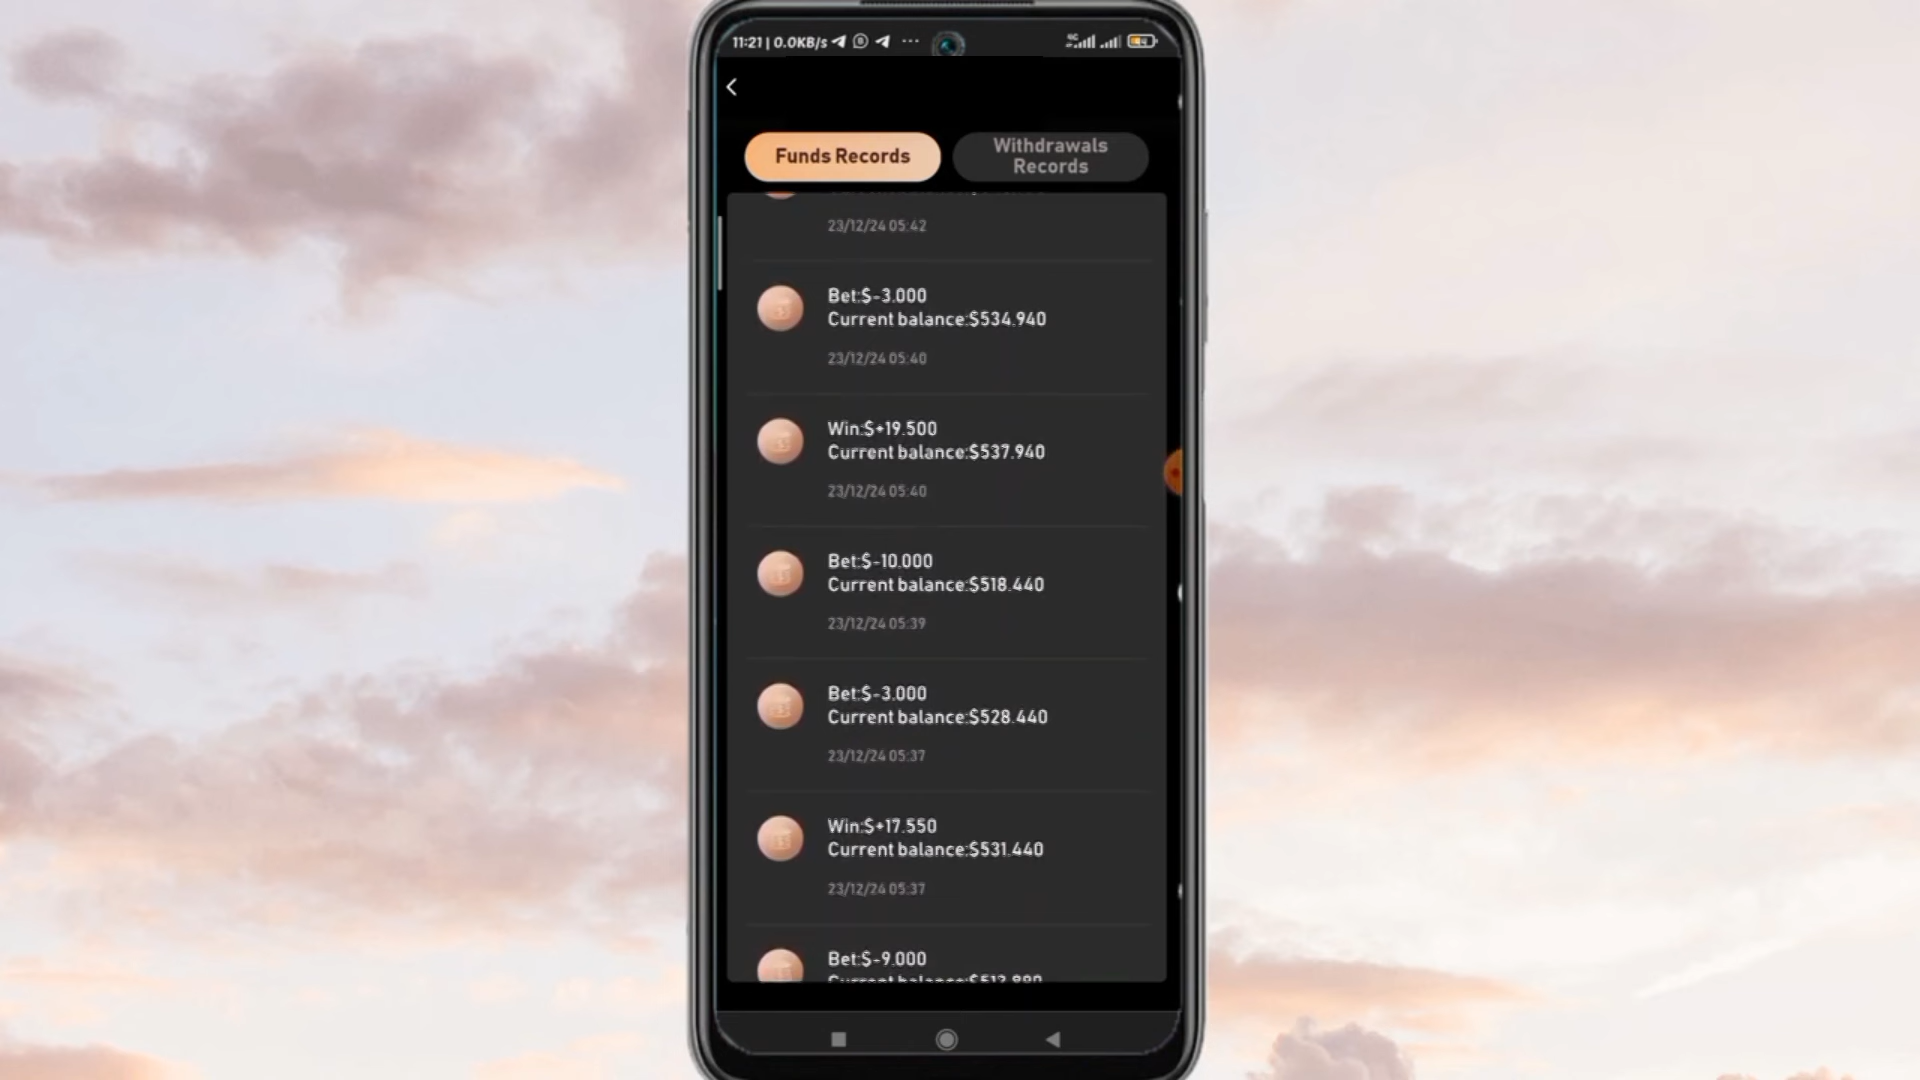 11:21 | 0.0KB/s
Funds Records
Withdrawals
Records
23/12/24 05:42
Bet:$-3.000
Current balance:$534.940
23/12/24 05:40
Win:$+19.500
Current balance:$537.940
23/12/24 05:40
Bet:$-10.000
Current balance:$518.440
23/12/24 05:39
Bet:$-3.000
Current balance:$528.440
23/12/24 05:37
Win:$+17.550
Current balance:$531.440
23/12/24 05:37
Bet:$-9.000
Current balance:$513.890